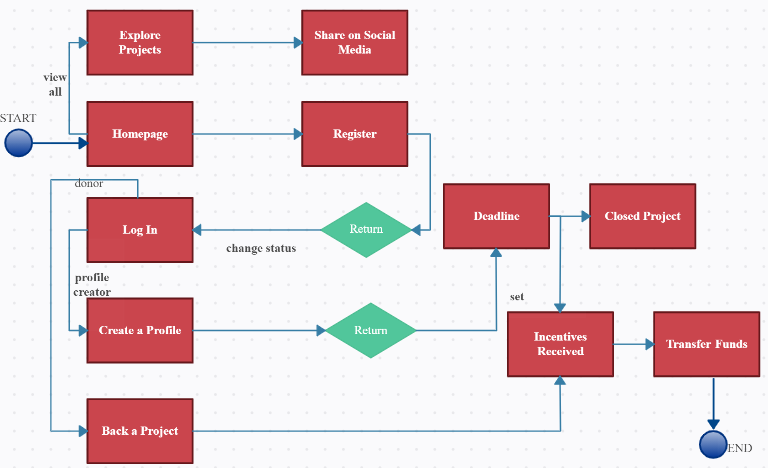 Explore
Projects
Share on Social
Media
view
all
START
Homepage
Register
donor
Log In
Return
change status
Deadline
Closed Project
profile
creator
set
Create a Profile
Return
Incentives
Received
Transfer Funds
Back a Project
END